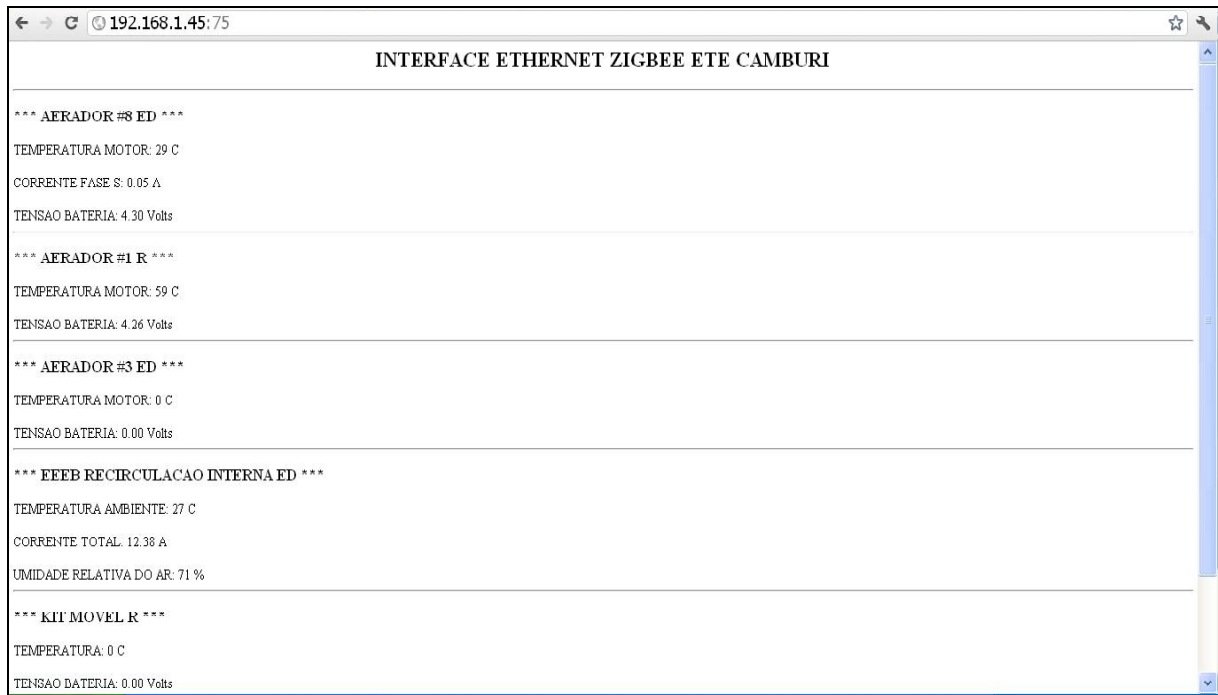 192.168.1.45:75
INTERFACE ETHERNET ZIGBEE ETE CAMBURI
*** AERADOR #8 ED ***
TEMPERATURA MOTOR: 29 C
CORRENTE FASE S: 0.05 A
TENSAO BATERIA: 4.30 Volts
*** AERADOR #1 R ***
TEMPERATURA MOTOR: 59 C
TENSAO BATERIA: 4.26 Volts
*** AERADOR #3 ED ***
TEMPERATURA MOTOR: 0 C
TENSAO BATERIA: 0.00 Volts
*** EEEB RECIRCULACAO INTERNA ED ***
TEMPERATURA AMBIENTE: 27 C
CORRENTE TOTAL: 12.38 A
UMIDADE RELATIVA DO AR: 71 %
*** KIT MOVEL R ***
TEMPERATURA: 0 C
TENSAO BATERIA: 0.00 Volts